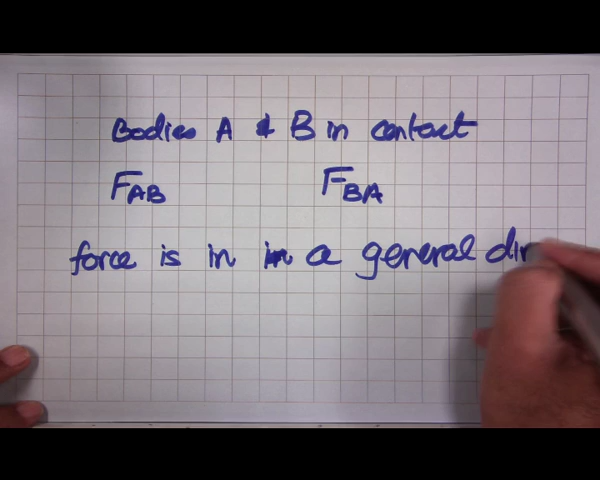 Bodies A & B in contact
FAB FBA
force is in in a general dir